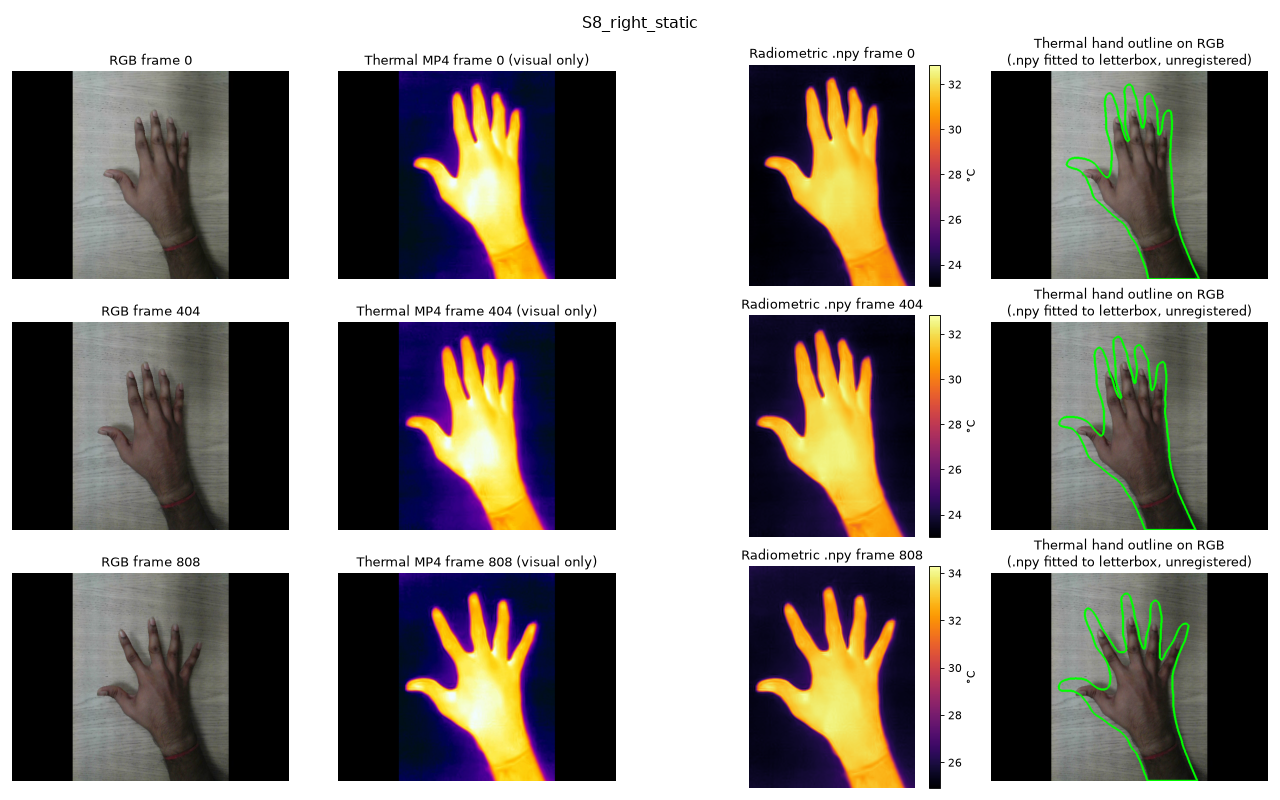 S8_right_static
RGB frame 0
Thermal MP4 frame 0 (visual only)
Radiometric .npy frame 0
Thermal hand outline on RGB
(.npy fitted to letterbox, unregistered)
32
30
28
26
24
°C
RGB frame 404
Thermal MP4 frame 404 (visual only)
Radiometric .npy frame 404
Thermal hand outline on RGB
(.npy fitted to letterbox, unregistered)
32
30
28
26
24
°C
RGB frame 808
Thermal MP4 frame 808 (visual only)
Radiometric .npy frame 808
Thermal hand outline on RGB
(.npy fitted to letterbox, unregistered)
34
32
30
28
26
°C